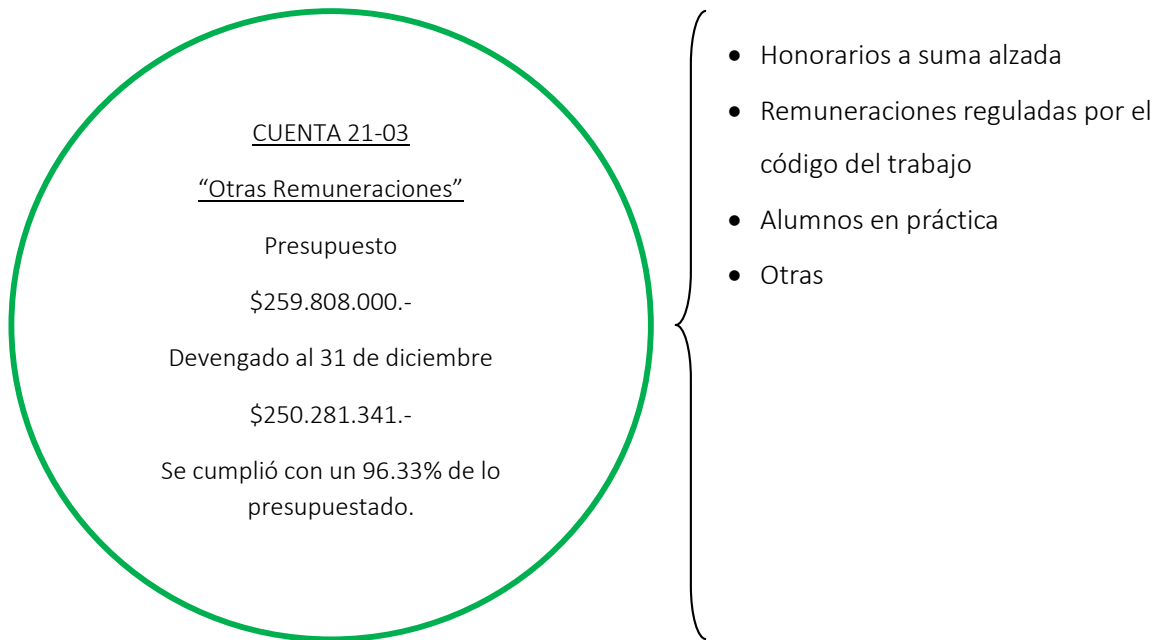 CUENTA 21-03
“Otras Remuneraciones”
Presupuesto
$259.808.000.-
Devengado al 31 de diciembre
$250.281.341.-
Se cumplió con un 96.33% de lo
presupuestado.
• Honorarios a suma alzada
• Remuneraciones reguladas por el
código del trabajo
• Alumnos en práctica
• Otras